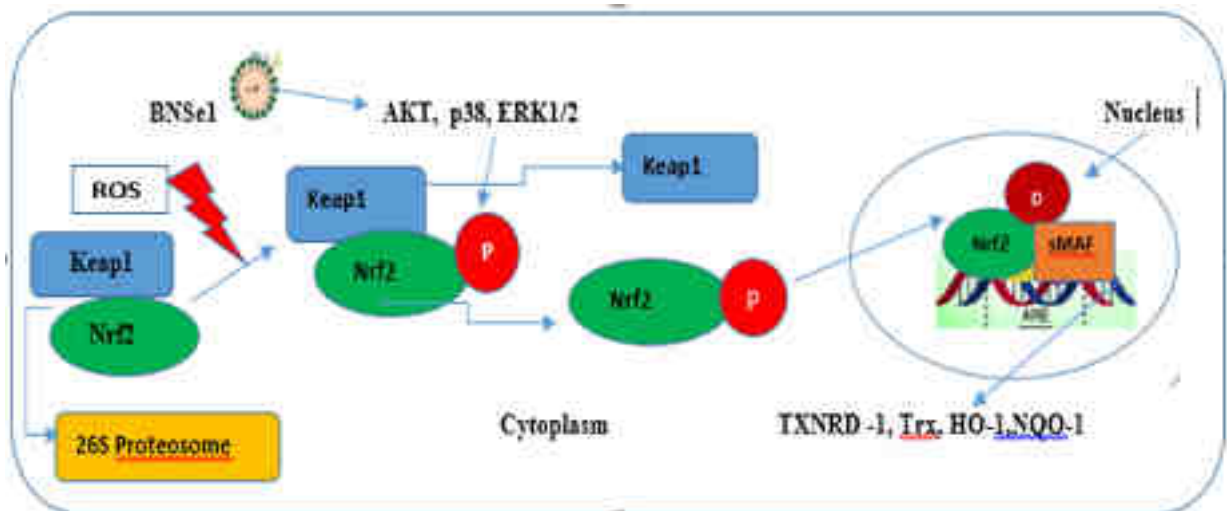 BNSe1
AKT, p38, ERK1/2
Nucleus
ROS
Keap1
Keap1
Keap1
P
Nrf2
Nrf2
p
Nrf2
sMAF
ARE
Nrf2
26S Proteosome
Cytoplasm
TXNRD -1, Trx, HO-1,NQO-1